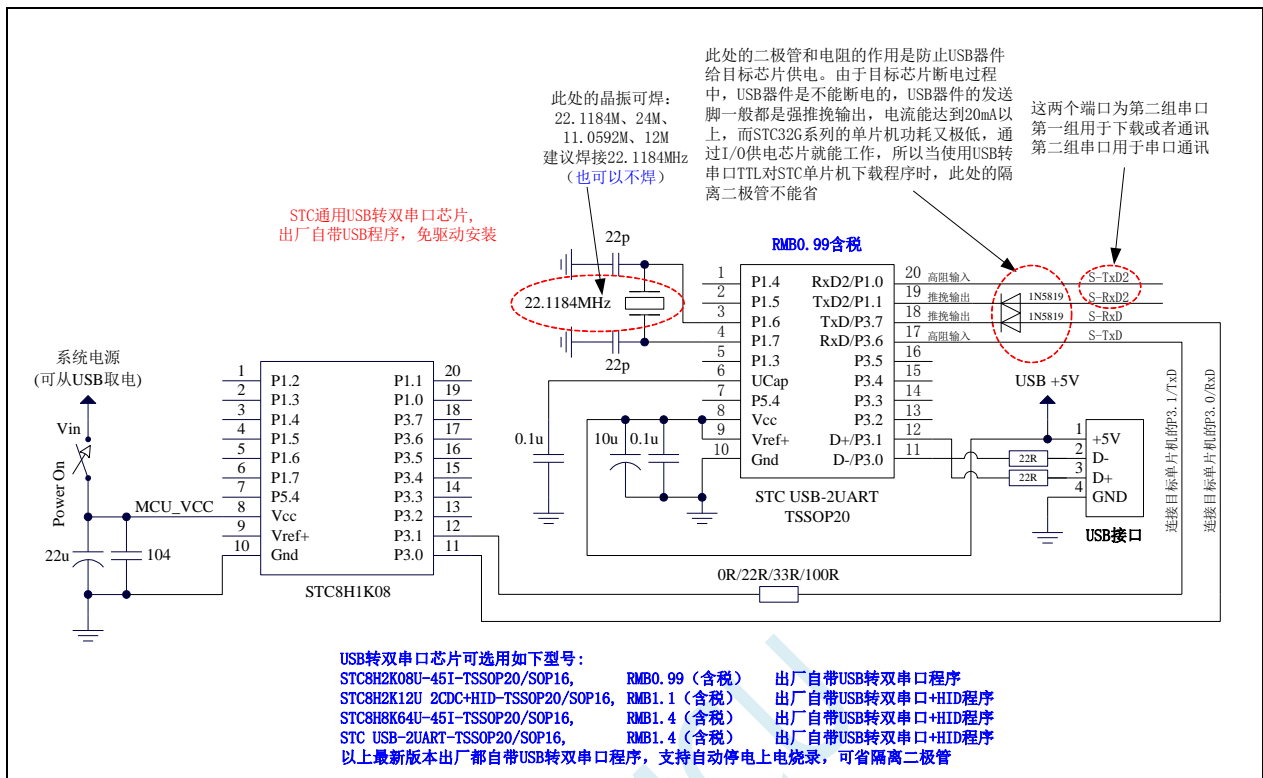 此处的二极管和电阻的作用是防止USB器件
给目标芯片供电。由于目标芯片断电过程
中，USB器件是不能断电的，USB器件的发送
脚一般都是强推挽输出，电流能达到20mA以
上，而STC32G系列的单片机功耗又极低，通
过I/O供电芯片就能工作，所以当使用USB转
串口TTL对STC单片机下载程序时，此处的隔
离二极管不能省
这两个端口为第二组串口
第一组用于下载或者通讯
第二组串口用于串口通讯
此处的晶振可焊：
22.1184M、24M、
11.0592M、12M
建议焊接22.1184MHz
（也可以不焊）
STC通用USB转双串口芯片,
出厂自带USB程序，免驱动安装
RMB0.99含税
22p
22.1184MHz
22p
1 P1.4 RxD2/P1.0 20 高阻输入 S-TxD2
2 P1.5 TxD2/P1.1 19 推挽输出 1N5819 S-RxD2
3 P1.6 TxD/P3.7 18 推挽输出 1N5819 S-RxD
4 P1.7 RxD/P3.6 17 高阻输入 S-TxD
5 P1.3 P3.5 16
6 UCap P3.4 15
7 P5.4 P3.3 14
8 Vcc P3.2 13
9 Vref+ D+/P3.1 12
10 Gnd D-/P3.0 11
STC USB-2UART
TSSOP20
0.1u
10u
0.1u
USB +5V
1 +5V
22R 2 D-
22R 3 D+
4 GND
USB接口
连接目标单片机的P3.1/TxD
连接目标单片机的P3.0/RxD
系统电源
(可从USB取电)
Vin
Power On
MCU_VCC
22u
104
1 P1.2 P1.1 20
2 P1.3 P1.0 19
3 P1.4 P3.7 18
4 P1.5 P3.6 17
5 P1.6 P3.5 16
6 P1.7 P3.4 15
7 P5.4 P3.3 14
8 Vcc P3.2 13
9 Vref+ P3.1 12
10 Gnd P3.0 11
STC8H1K08
0R/22R/33R/100R
USB转双串口芯片可选用如下型号：
STC8H2K08U-45I-TSSOP20/SOP16, RMB0.99（含税） 出厂自带USB转双串口程序
STC8H2K12U 2CDC+HID-TSSOP20/SOP16, RMB1.1（含税） 出厂自带USB转双串口+HID程序
STC8H8K64U-45I-TSSOP20/SOP16, RMB1.4（含税） 出厂自带USB转双串口+HID程序
STC USB-2UART-TSSOP20/SOP16, RMB1.4（含税） 出厂自带USB转双串口+HID程序
以上最新版本出厂都自带USB转双串口程序，支持自动停电上电烧录，可省隔离二极管